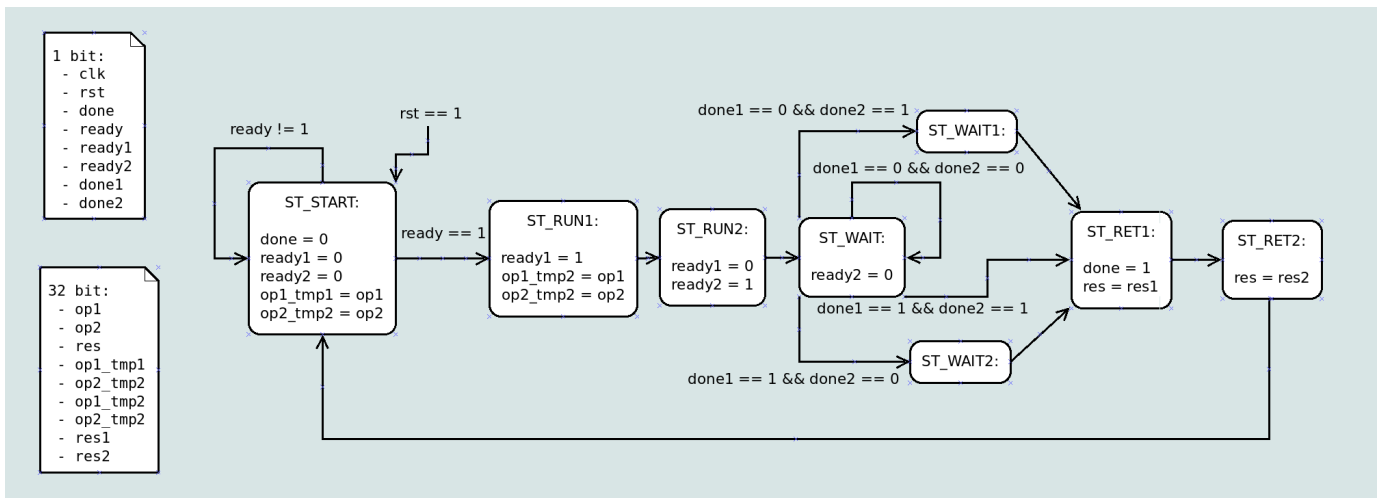 1 bit:
- clk
- rst
- done
- ready
- ready1
- ready2
- done1
- done2
32 bit:
- op1
- op2
- res
- op1_tmp1
- op2_tmp2
- op1_tmp2
- op2_tmp2
- res1
- res2
ready != 1
rst == 1
ST_START:
done = 0
ready1 = 0
ready2 = 0
op1_tmp1 = op1
op2_tmp2 = op2
ready == 1
ST_RUN1:
ready1 = 1
op1_tmp2 = op1
op2_tmp2 = op2
ST_RUN2:
ready1 = 0
ready2 = 1
done1 == 0 && done2 == 1
ST_WAIT1:
done1 == 0 && done2 == 0
ST_WAIT:
ready2 = 0
done1 == 1 && done2 == 1
ST_WAIT2:
done1 == 1 && done2 == 0
ST_RET1:
done = 1
res = res1
ST_RET2:
res = res2